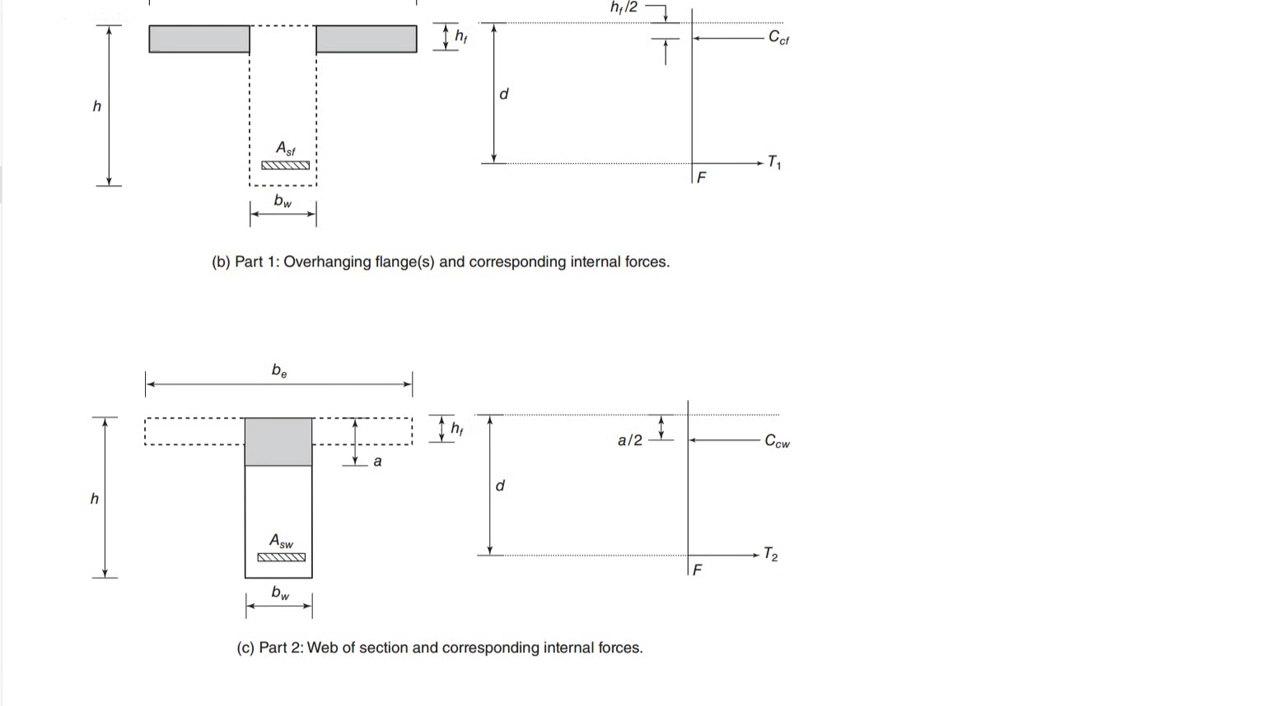 h_f/2
C_cf
h_f
d
h
A_sf
T_1
F
b_w
(b) Part 1: Overhanging flange(s) and corresponding internal forces.
b_e
h_f
a/2
C_cw
a
d
h
A_sw
T_2
F
b_w
(c) Part 2: Web of section and corresponding internal forces.